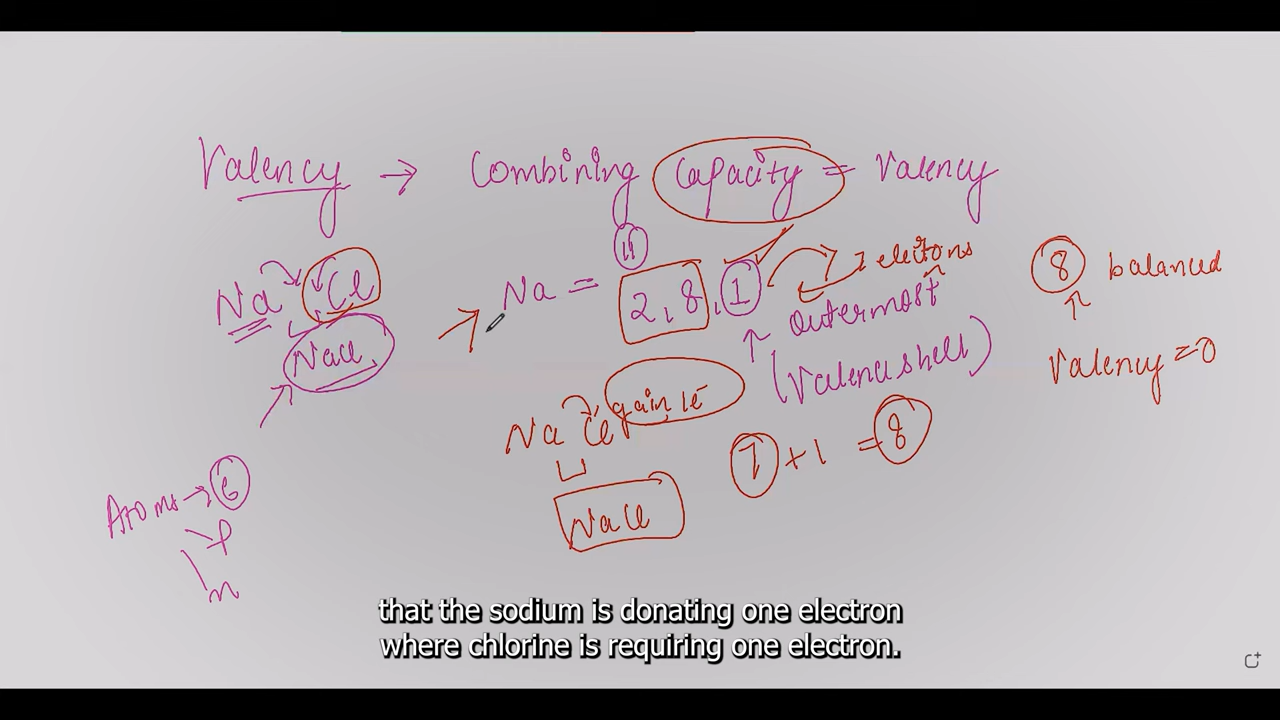 Valency → Combining Capacity = Valency
11
Na Cl
Na = 2, 8, 1
8 balanced
outermost
NaCl
(Valence shell)
Valency = 0
gain 1e⁻
Na Cl
7 + 1 = 8
Atoms → e
p
n
NaCl
that the sodium is donating one electron
where chlorine is requiring one electron.